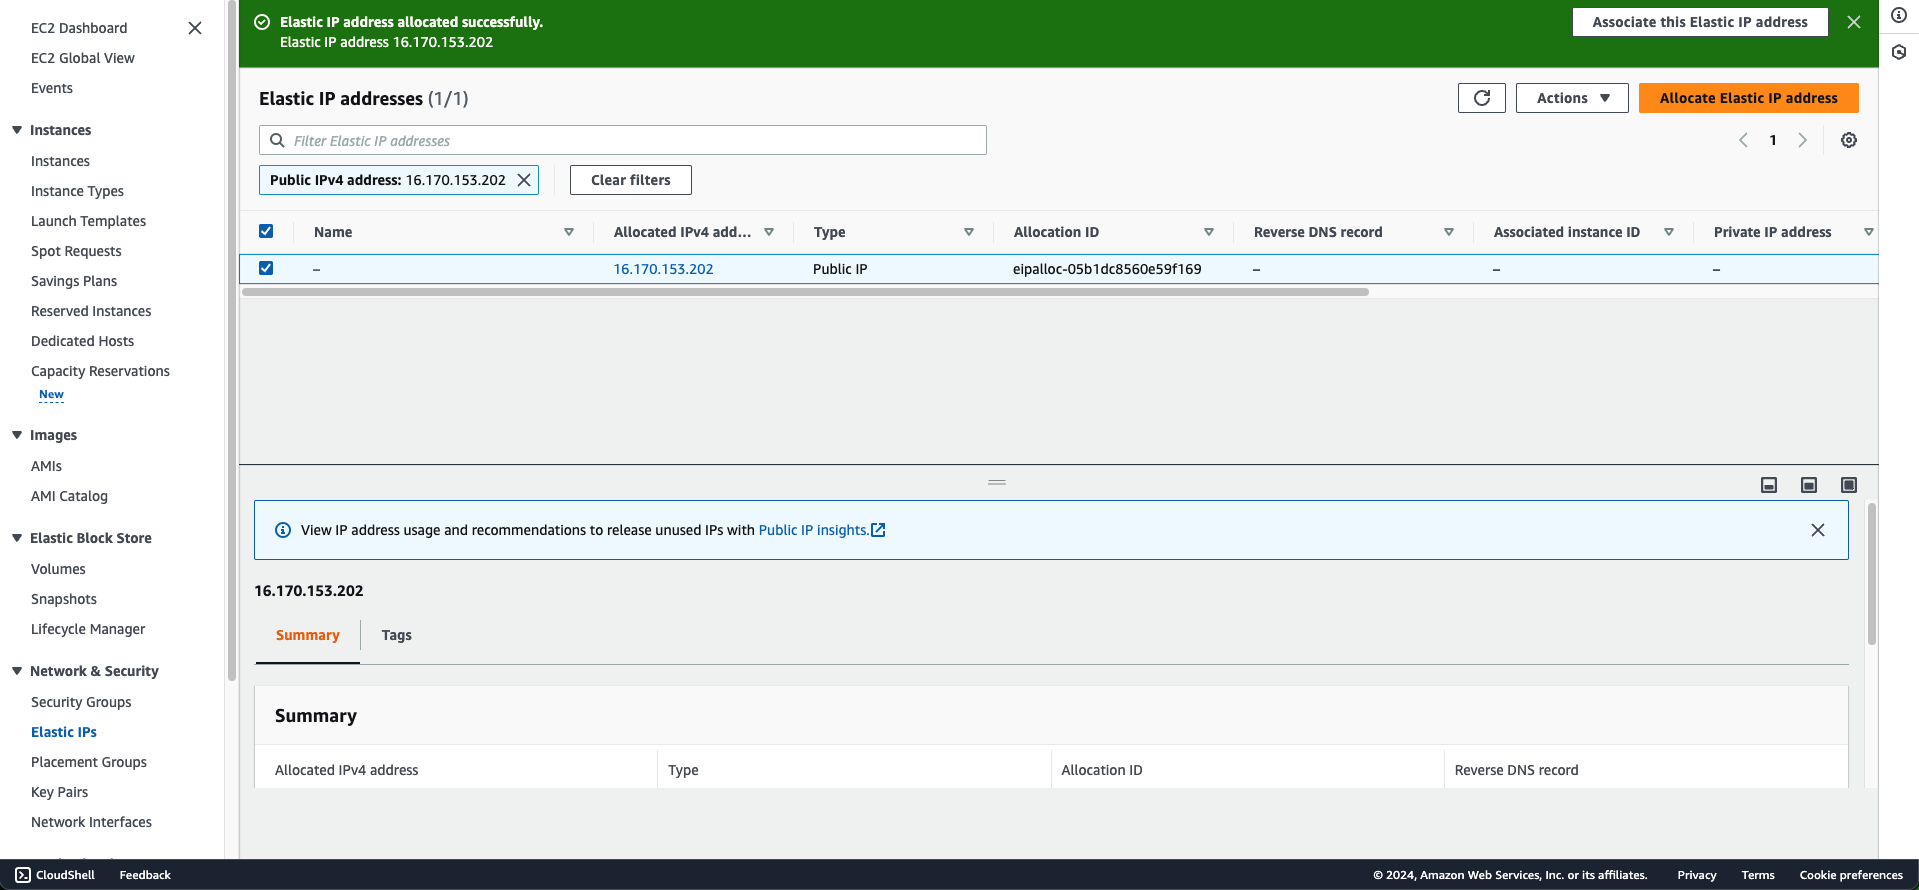 EC2 Dashboard
EC2 Global View
Events
Instances
Instances
Instance Types
Launch Templates
Spot Requests
Savings Plans
Reserved Instances
Dedicated Hosts
Capacity Reservations
New
Images
AMIs
AMI Catalog
Elastic Block Store
Volumes
Snapshots
Lifecycle Manager
Network & Security
Security Groups
Elastic IPs
Placement Groups
Key Pairs
Network Interfaces
Elastic IP address allocated successfully.
Elastic IP address 16.170.153.202
Associate this Elastic IP address
Elastic IP addresses (1/1)
Actions
Allocate Elastic IP address
Filter Elastic IP addresses
1
Public IPv4 address: 16.170.153.202
Clear filters
Name Allocated IPv4 add... Type Allocation ID Reverse DNS record Associated instance ID Private IP address
– 16.170.153.202 Public IP eipalloc-05b1dc8560e59f169 – – –
View IP address usage and recommendations to release unused IPs with Public IP insights.
16.170.153.202
Summary Tags
Summary
Allocated IPv4 address Type Allocation ID Reverse DNS record
CloudShell Feedback © 2024, Amazon Web Services, Inc. or its affiliates. Privacy Terms Cookie preferences